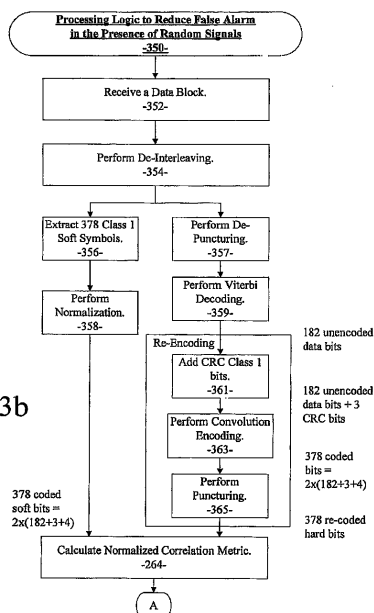 Processing Logic to Reduce False Alarm
in the Presence of Random Signals
-350-
Receive a Data Block.
-352-
Perform De-Interleaving.
-354-
Extract 378 Class 1
Soft Symbols.
-356-
Perform De-
Puncturing.
-357-
Perform
Normalization.
-358-
Perform Viterbi
Decoding.
-359-
182 unencoded
data bits
Re-Encoding
Add CRC Class 1
bits.
-361-
182 unencoded
data bits + 3
CRC bits
3b
Perform Convolution
Encoding.
-363-
378 coded
bits =
2x(182+3+4)
Perform
Puncturing.
-365-
378 coded
soft bits =
2x(182+3+4)
378 re-coded
hard bits
Calculate Normalized Correlation Metric.
-264-
A